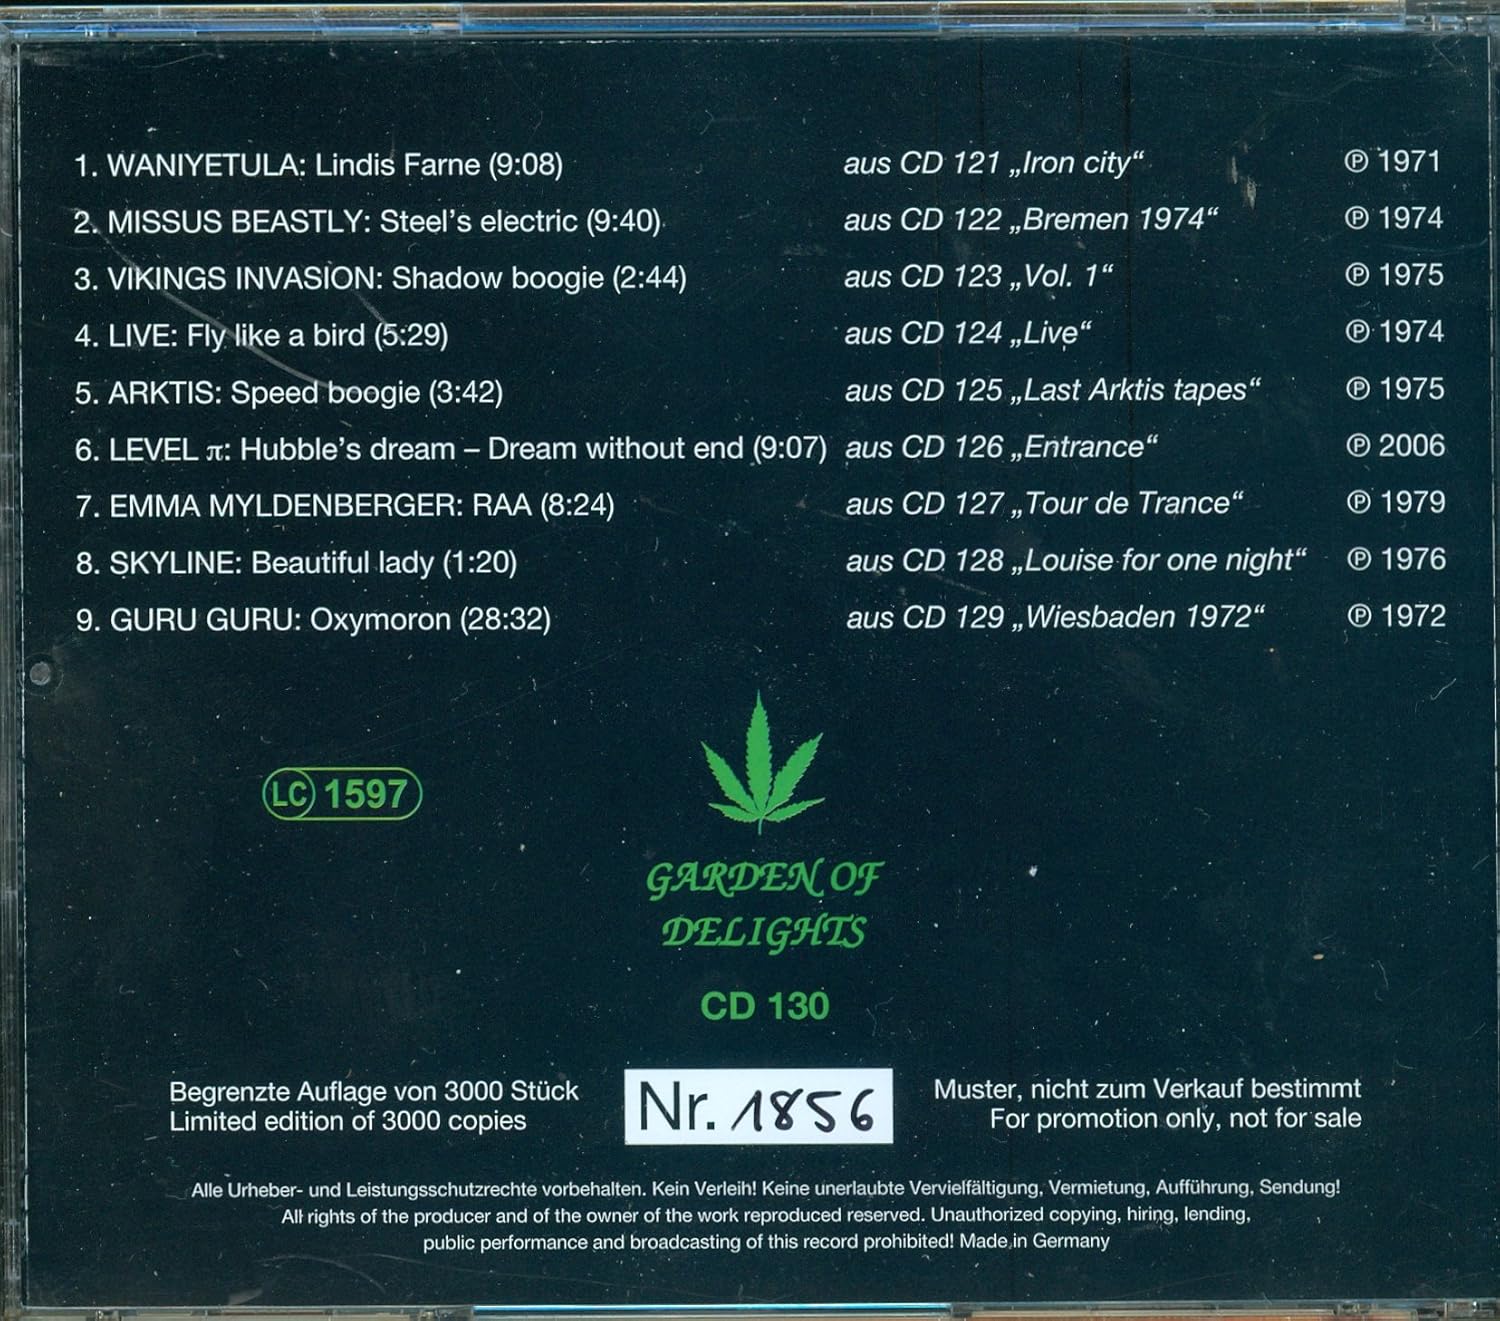 1. WANIYETULA: Lindis Farne (9:08) aus CD 121 „Iron city“ ℗ 1971
2. MISSUS BEASTLY: Steel's electric (9:40) aus CD 122 „Bremen 1974“ ℗ 1974
3. VIKINGS INVASION: Shadow boogie (2:44) aus CD 123 „Vol. 1“ ℗ 1975
4. LIVE: Fly like a bird (5:29) aus CD 124 „Live“ ℗ 1974
5. ARKTIS: Speed boogie (3:42) aus CD 125 „Last Arktis tapes“ ℗ 1975
6. LEVEL π: Hubble's dream – Dream without end (9:07) aus CD 126 „Entrance“ ℗ 2006
7. EMMA MYLDENBERGER: RAA (8:24) aus CD 127 „Tour de Trance“ ℗ 1979
8. SKYLINE: Beautiful lady (1:20) aus CD 128 „Louise for one night“ ℗ 1976
9. GURU GURU: Oxymoron (28:32) aus CD 129 „Wiesbaden 1972“ ℗ 1972
LC 1597
GARDEN OF
DELIGHTS
CD 130
Begrenzte Auflage von 3000 Stück
Limited edition of 3000 copies
Nr. 1856
Muster, nicht zum Verkauf bestimmt
For promotion only, not for sale
Alle Urheber- und Leistungsschutzrechte vorbehalten. Kein Verleih! Keine unerlaubte Vervielfältigung, Vermietung, Aufführung, Sendung!
All rights of the producer and of the owner of the work reproduced reserved. Unauthorized copying, hiring, lending,
public performance and broadcasting of this record prohibited! Made in Germany